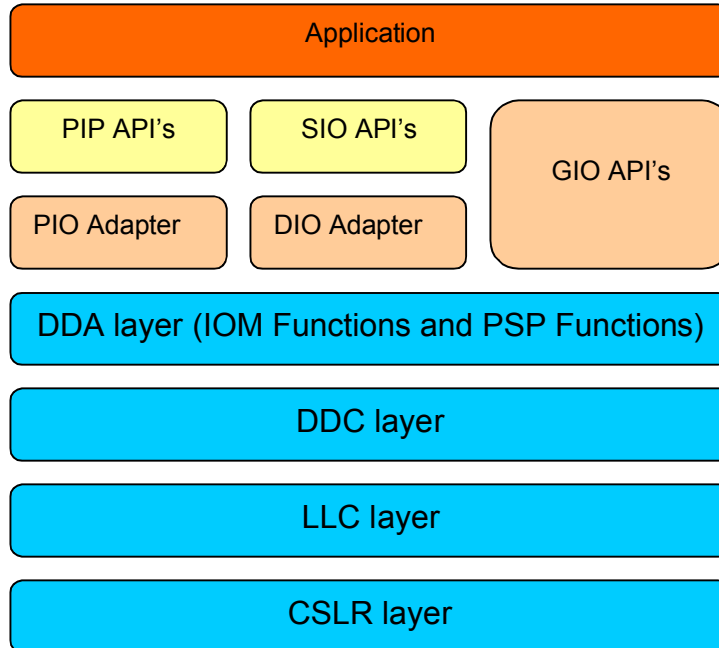 Application
PIP API’s
SIO API’s
GIO API’s
PIO Adapter
DIO Adapter
DDA layer (IOM Functions and PSP Functions)
DDC layer
LLC layer
CSLR layer